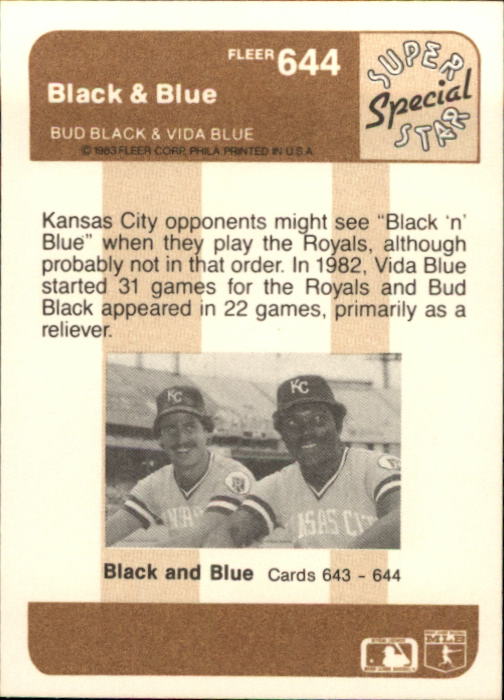 FLEER 644
Black & Blue
BUD BLACK & VIDA BLUE
© 1983 FLEER CORP. PHILA. PRINTED IN U.S.A.
SUPER
Special
STAR
Kansas City opponents might see "Black 'n'
Blue" when they play the Royals, although
probably not in that order. In 1982, Vida Blue
started 31 games for the Royals and Bud
Black appeared in 22 games, primarily as a
reliever.
KC
KC
Black and Blue Cards 643 - 644
MLB